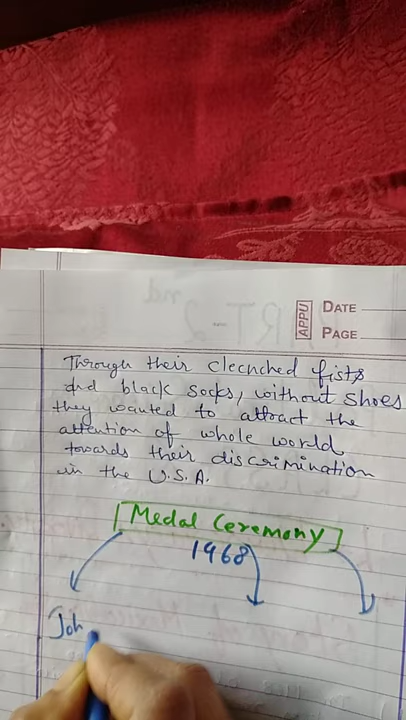 APPU
DATE
PAGE
Through their clecnched fists
and black socks, without shoes
they wanted to attract the
attention of whole world
towards their discrimination
in the U.S.A.
Medal Ceremony
1968
Joh